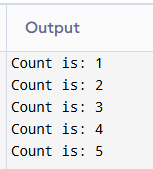 Output
Count is: 1
Count is: 2
Count is: 3
Count is: 4
Count is: 5